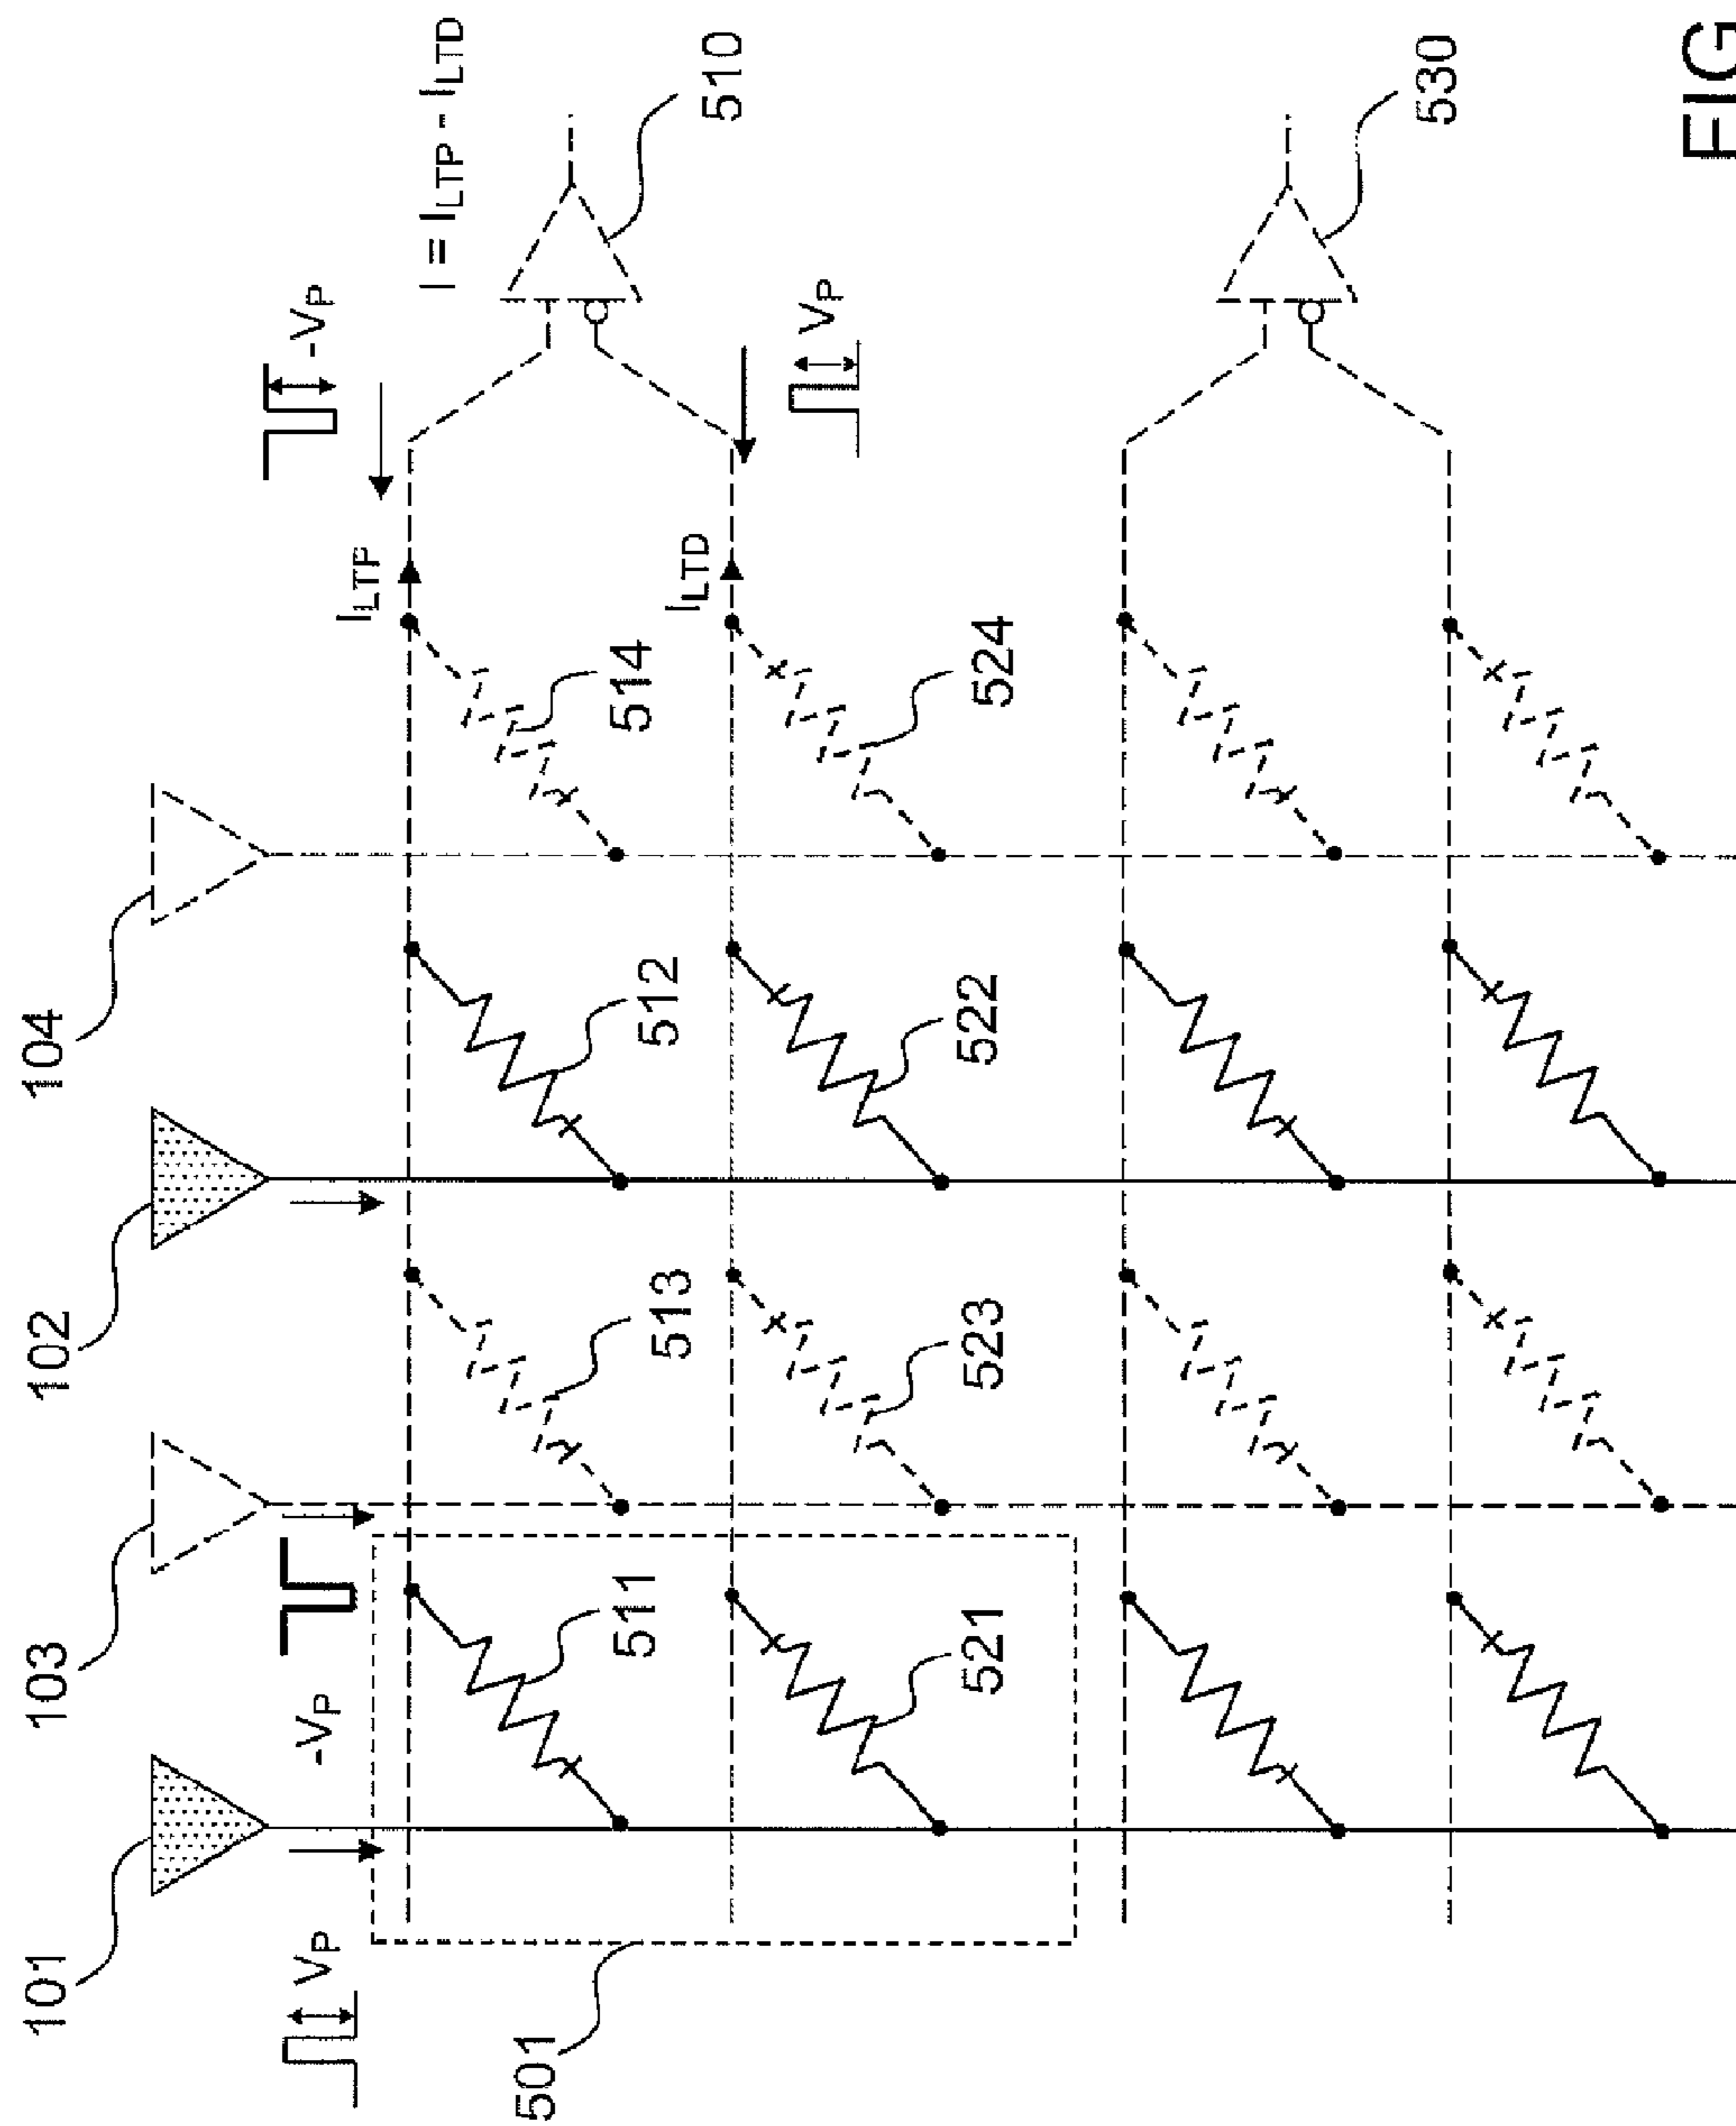 101
103
102
104
V_P
-V_P
-V_P
I = I_LTP - I_LTD
510
I_LTP
V_P
501
511
513
512
514
I_LTD
521
523
522
524
530
FIG